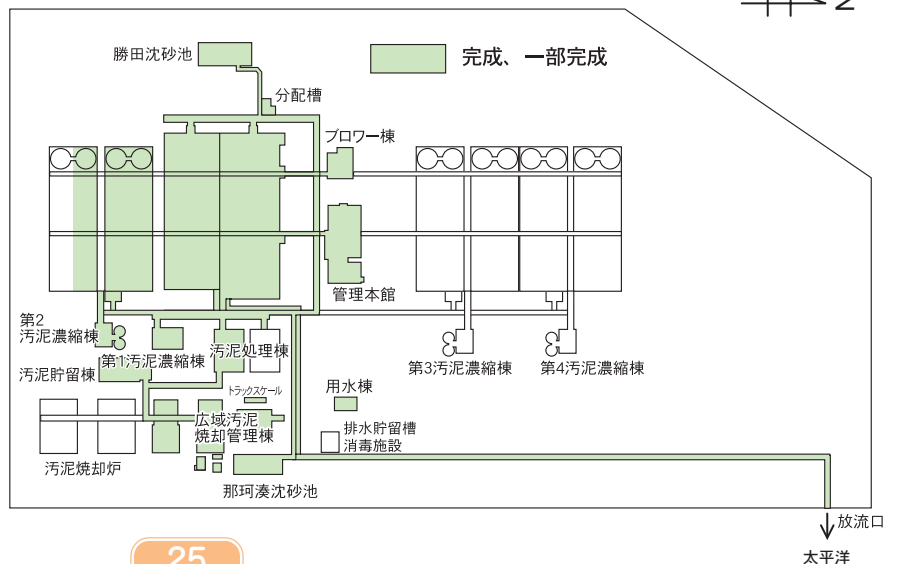 N
勝田沈砂池
完成、一部完成
分配槽
ブロワー棟
管理本館
第2
汚泥濃縮棟
第1汚泥濃縮棟
汚泥処理棟
第3汚泥濃縮棟
第4汚泥濃縮棟
汚泥貯留棟
トラックスケール
用水棟
広域汚泥
焼却管理棟
排水貯留槽
消毒施設
汚泥焼却炉
那珂湊沈砂池
放流口
太平洋
25